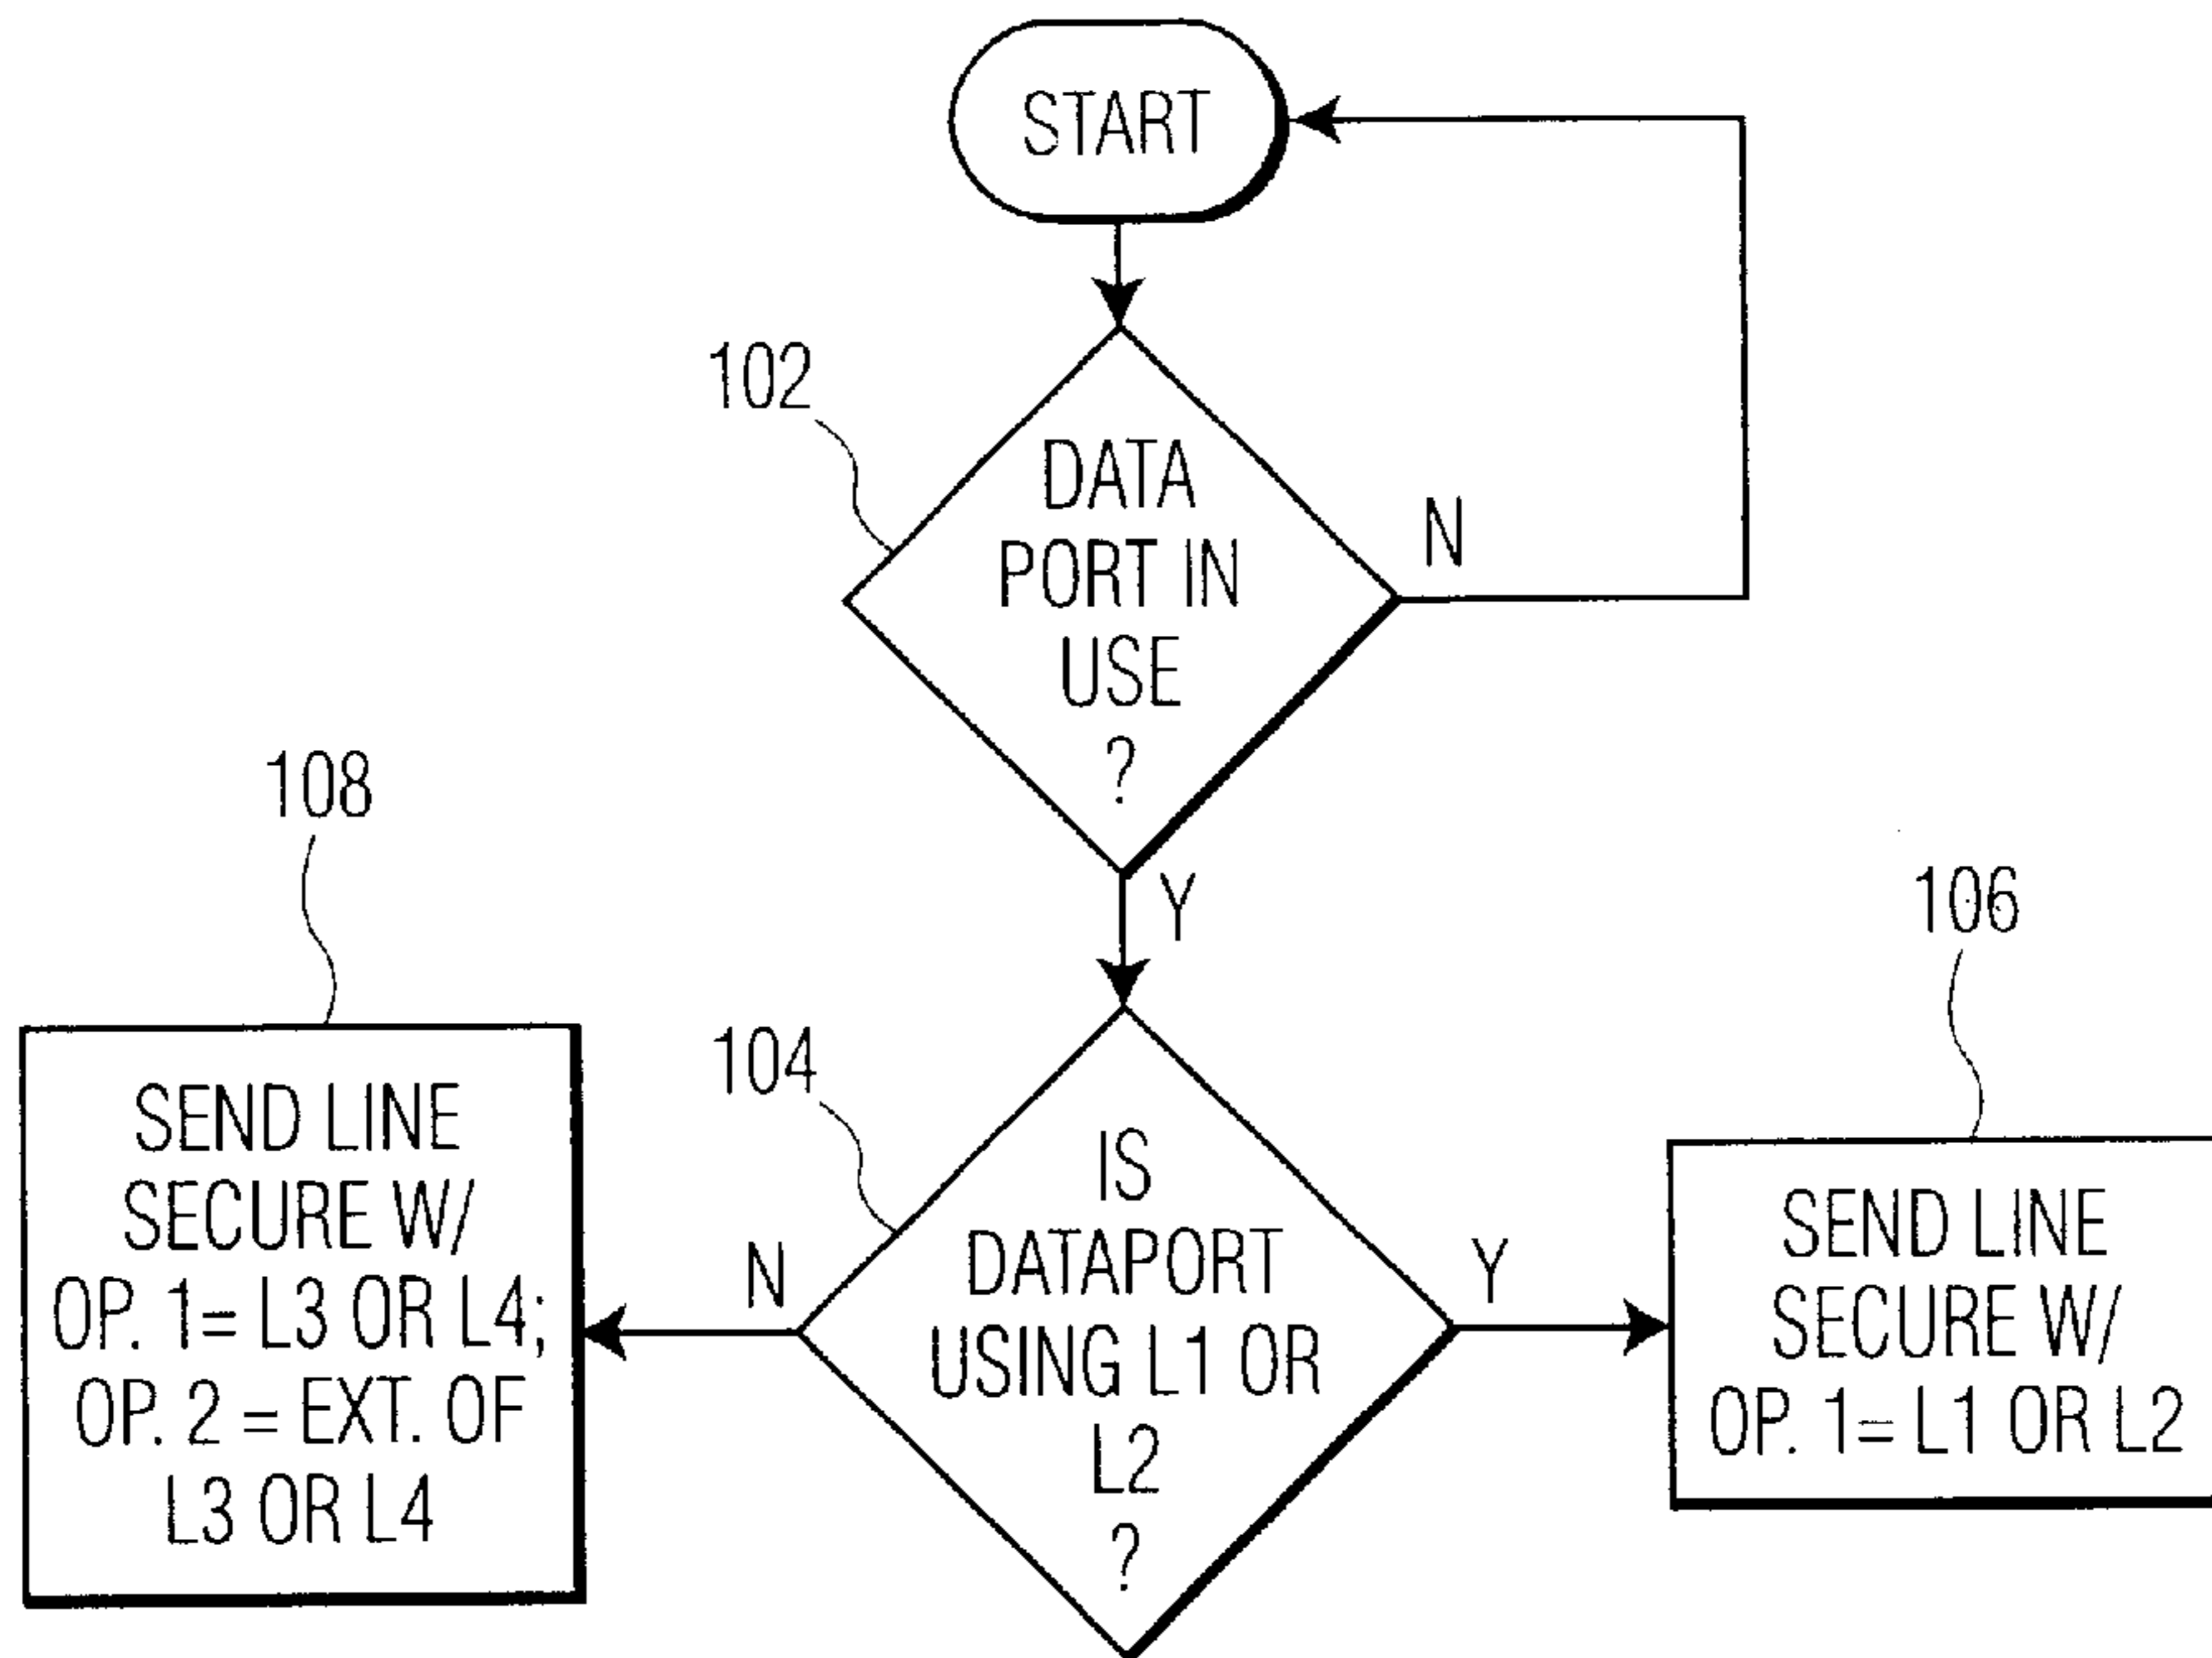 START
102
DATA
PORT IN
USE
?
N
Y
108
SEND LINE
SECURE W/
OP. 1= L3 OR L4;
OP. 2 = EXT. OF
L3 OR L4
104
IS
DATAPORT
USING L1 OR
L2
?
N
Y
106
SEND LINE
SECURE W/
OP. 1= L1 OR L2